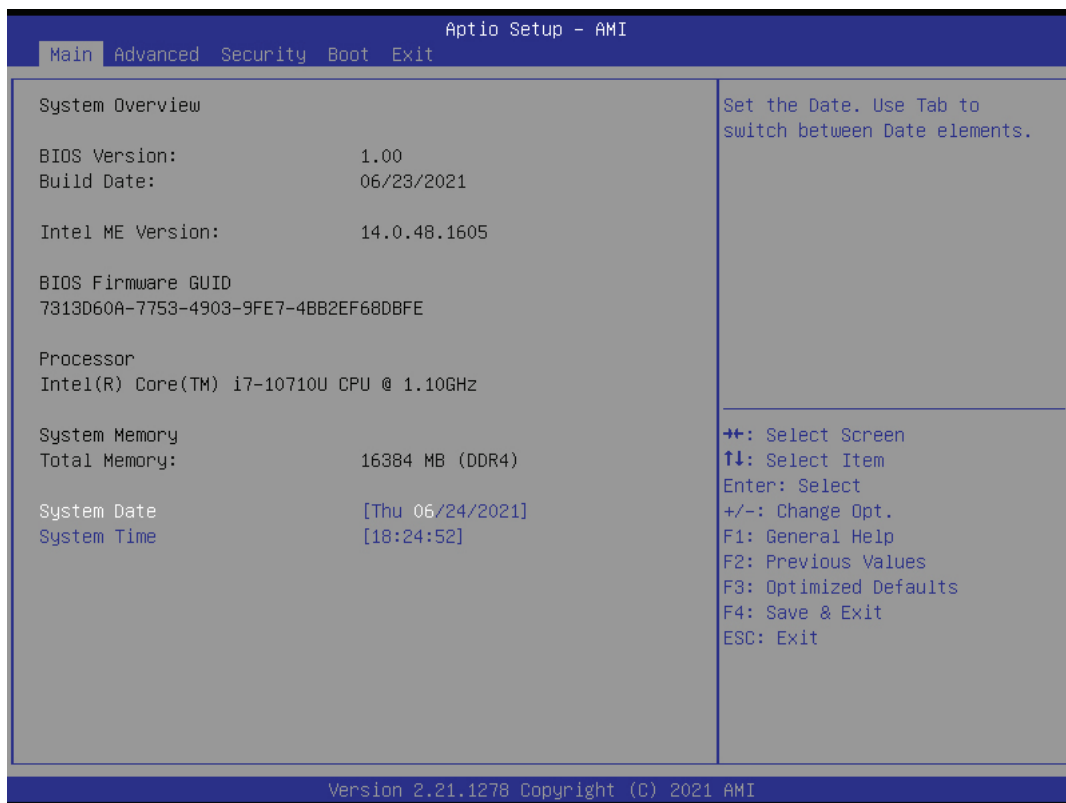 Aptio Setup – AMI
Main Advanced Security Boot Exit
System Overview
BIOS Version: 1.00
Build Date: 06/23/2021
Intel ME Version: 14.0.48.1605
BIOS Firmware GUID
7313D60A-7753-4903-9FE7-4BB2EF68DBFE
Processor
Intel(R) Core(TM) i7-10710U CPU @ 1.10GHz
System Memory
Total Memory: 16384 MB (DDR4)
System Date [Thu 06/24/2021]
System Time [18:24:52]
Set the Date. Use Tab to
switch between Date elements.
→←: Select Screen
↑↓: Select Item
Enter: Select
+/-: Change Opt.
F1: General Help
F2: Previous Values
F3: Optimized Defaults
F4: Save & Exit
ESC: Exit
Version 2.21.1278 Copyright (C) 2021 AMI